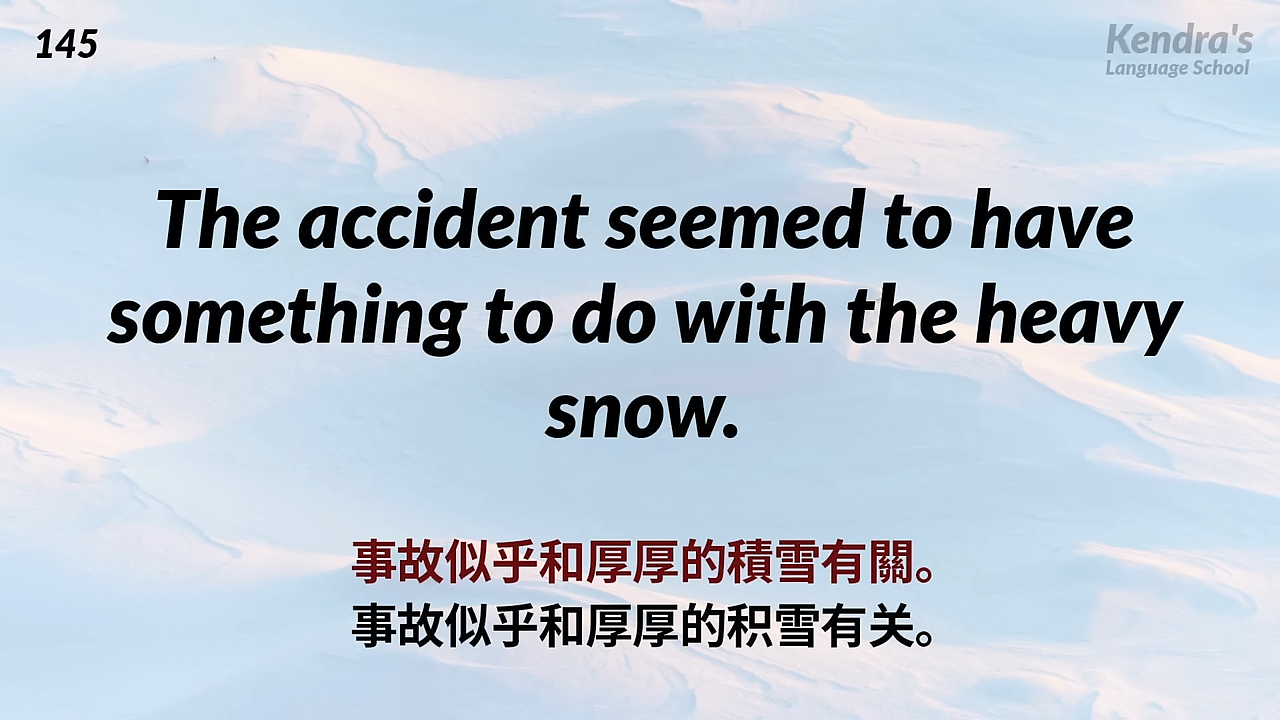 145
Kendra's
Language School
The accident seemed to have
something to do with the heavy
snow.
事故似乎和厚厚的積雪有關。
事故似乎和厚厚的积雪有关。